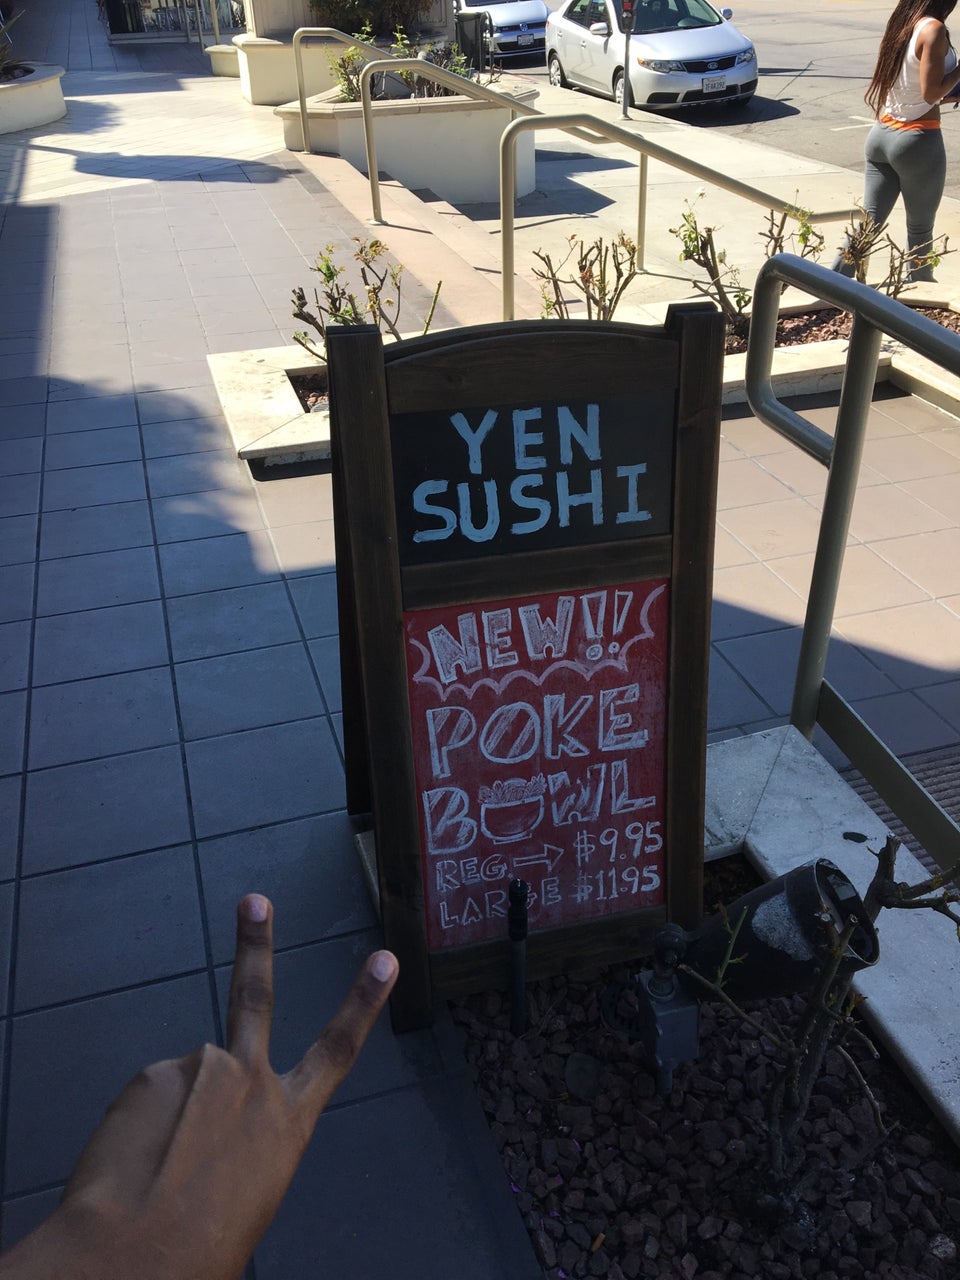 YEN
SUSHI
NEW!!
POKE
BOWL
REG. → $9.95
LARGE $11.95